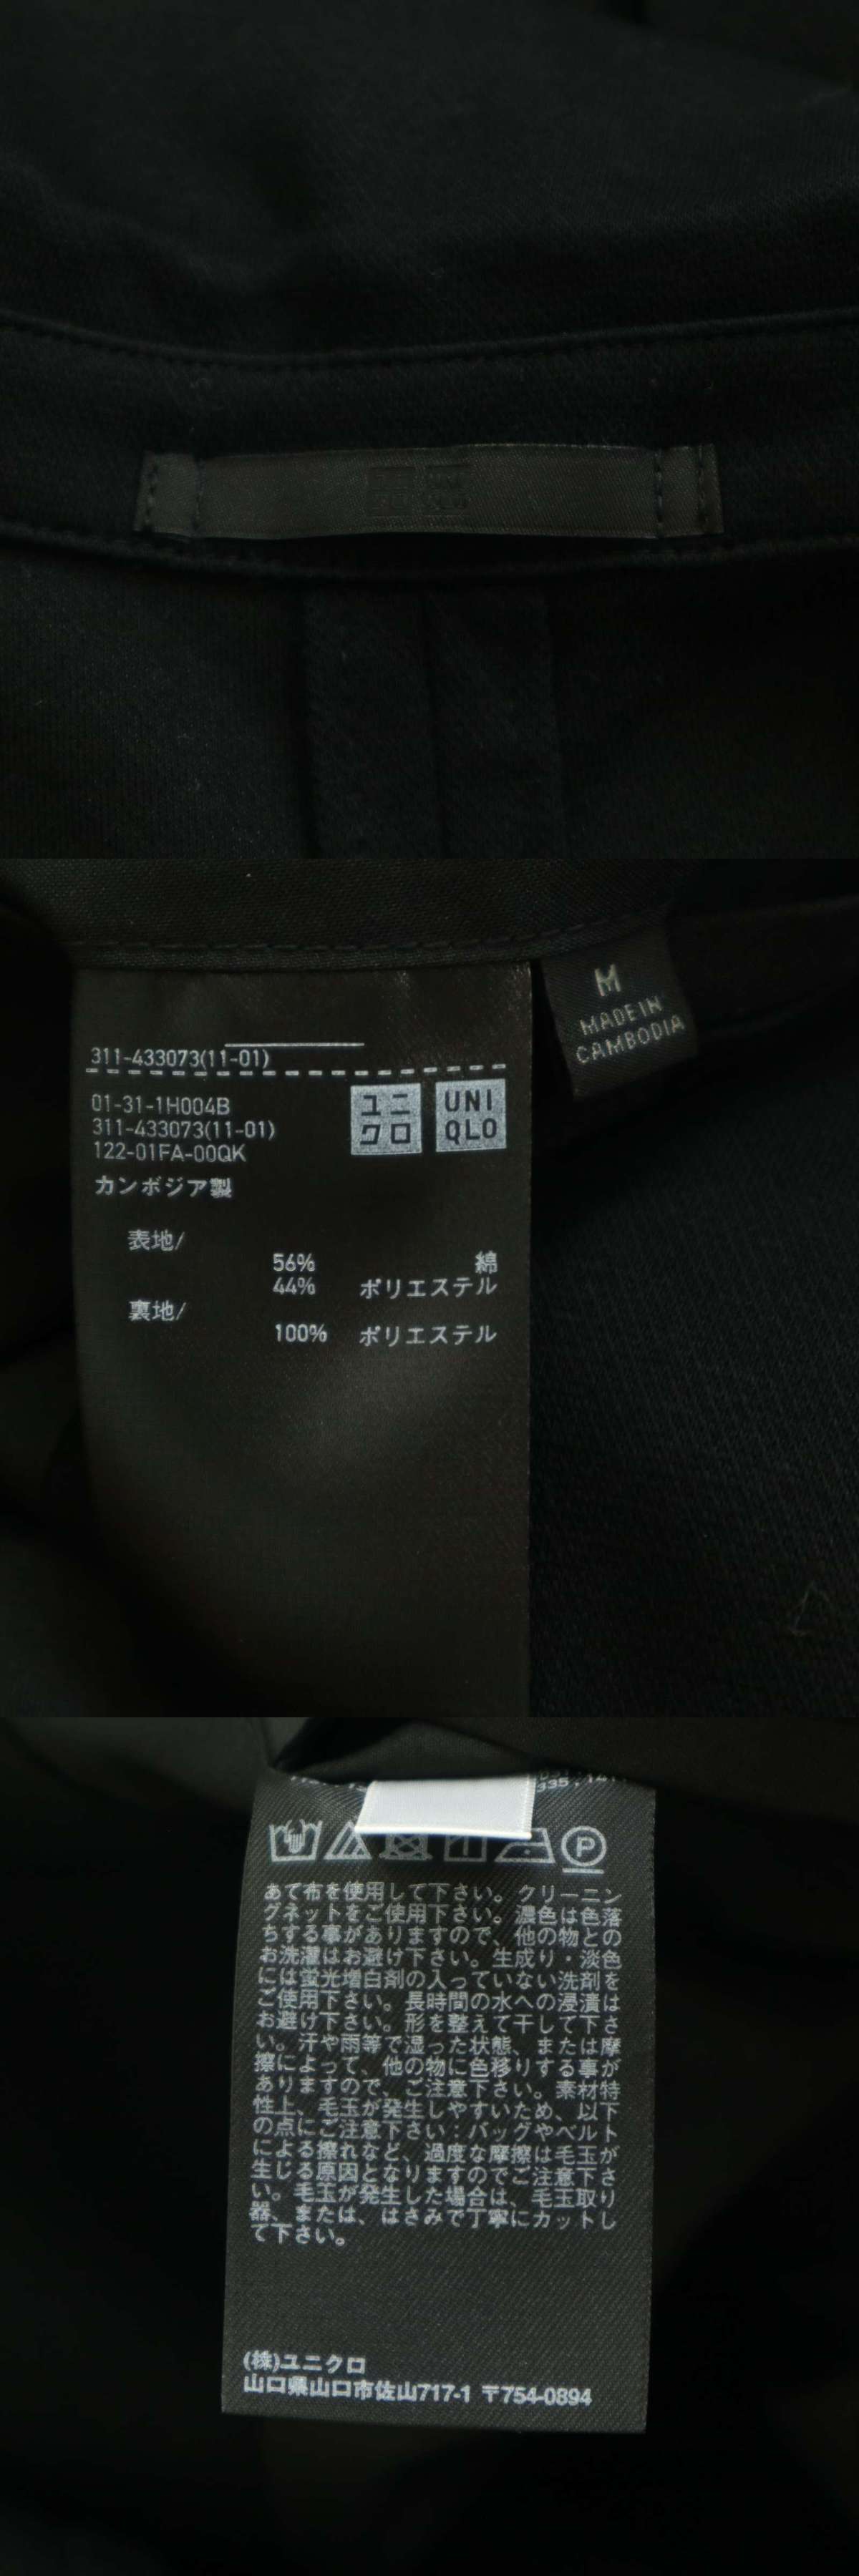 311-433073(11-01)
01-31-1H004B
311-433073(11-01)
122-01FA-00QK
ユニ
クロ
UNI
QLO
M
MADE IN
CAMBODIA
カンボジア製
表地/
56% 綿
44% ポリエステル
裏地/
100% ポリエステル
P
あて布を使用して下さい。クリーニン
グネットをご使用下さい。濃色は色落
ちする事がありますので、他の物との
お洗濯はお避け下さい。生成り・淡色
には蛍光増白剤の入っていない洗剤を
ご使用下さい。長時間の水への浸漬は
お避け下さい。形を整えて干して下さ
い。汗や雨等で湿った状態、または摩
擦によって、他の物に色移りする事が
ありますので、ご注意下さい。素材特
性上、毛玉が発生しやすいため、以下
の点にご注意下さい：バッグやベルト
による擦れなど、過度な摩擦は毛玉が
生じる原因となりますのでご注意下さ
い。毛玉が発生した場合は、毛玉取り
器、または、はさみで丁寧にカットし
て下さい。
(株)ユニクロ
山口県山口市佐山717-1 〒754-0894